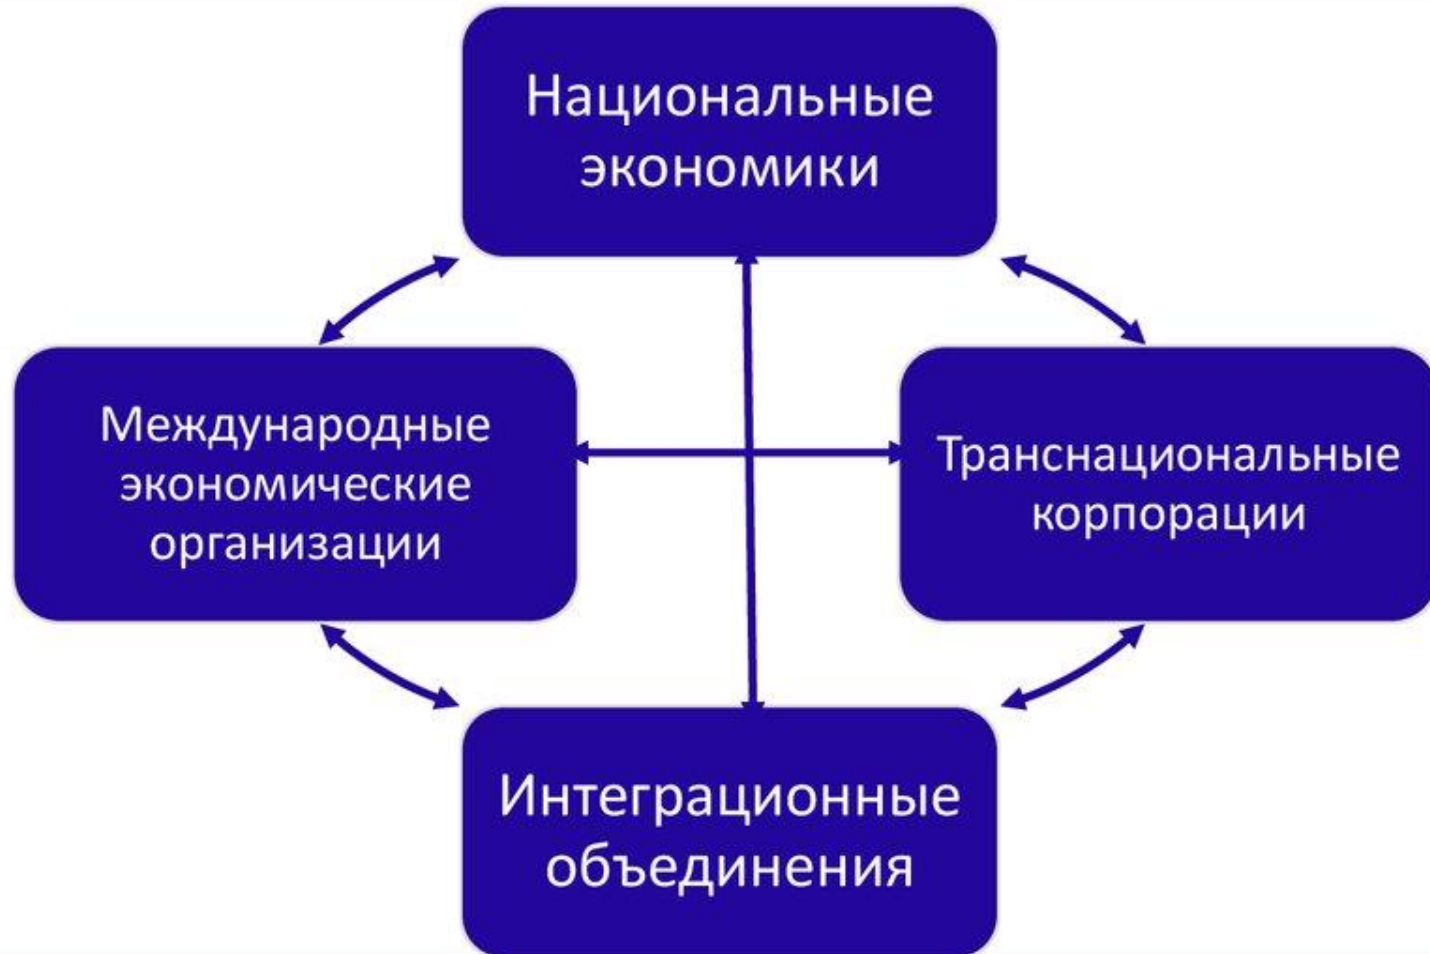 Национальные
экономики
Международные
экономические
организации
Транснациональные
корпорации
Интеграционные
объединения